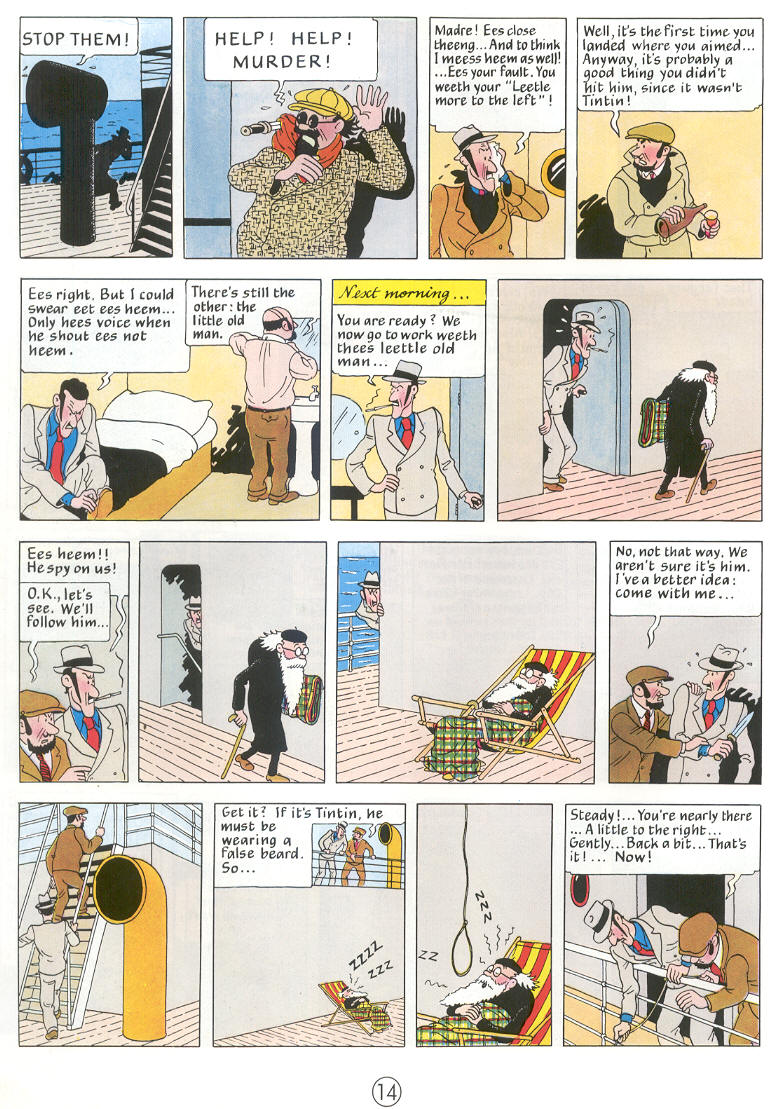 STOP THEM!
HELP! HELP!
MURDER!
Madre! Ees close
theeng... And to think
I meess heem as well!
...Ees your fault. You
weeth your "Leetle
more to the left"!
Well, it's the first time you
landed where you aimed...
Anyway, it's probably a
good thing you didn't
hit him, since it wasn't
Tintin!
Ees right. But I could
swear eet ees heem...
Only hees voice when
he shout ees not
heem.
There's still the
other: the
little old
man.
Next morning...
You are ready? We
now go to work weeth
thees leettle old
man...
Ees heem!!
He spy on us!
O.K., let's
see. We'll
follow him...
No, not that way. We
aren't sure it's him.
I've a better idea:
come with me...
Get it? If it's Tintin, he
must be
wearing a
false beard.
So...
ZZZZ
ZZZ
ZZZ
ZZ
Steady!... You're nearly there
... A little to the right...
Gently... Back a bit... That's
it!... Now!
14